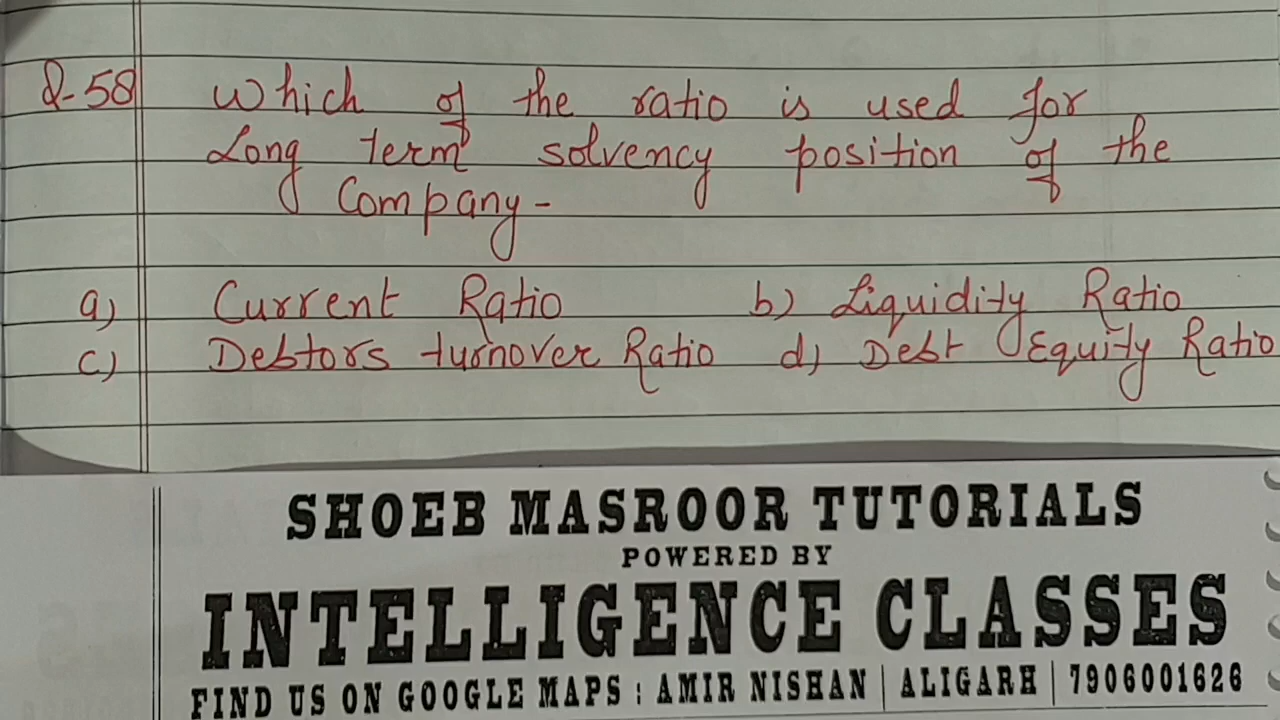 Q-58 Which of the ratio is used for
Long term solvency position of the
Company-
a) Current Ratio b) Liquidity Ratio
c) Debtors turnover Ratio d) Debt Equity Ratio
SHOEB MASROOR TUTORIALS
POWERED BY
INTELLIGENCE CLASSES
FIND US ON GOOGLE MAPS : AMIR NISHAN | ALIGARH | 7906001626